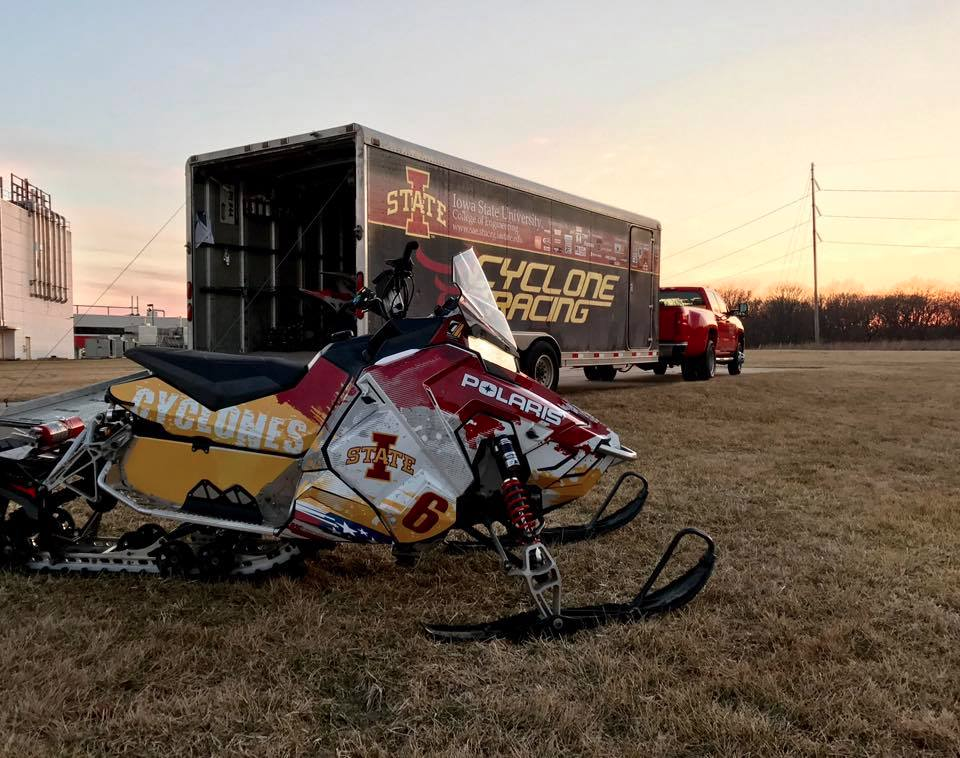 STATE
I
Iowa State University
College of Engineering
CYCLONE
RACING
POLARIS
CYCLONES
STATE
I
6